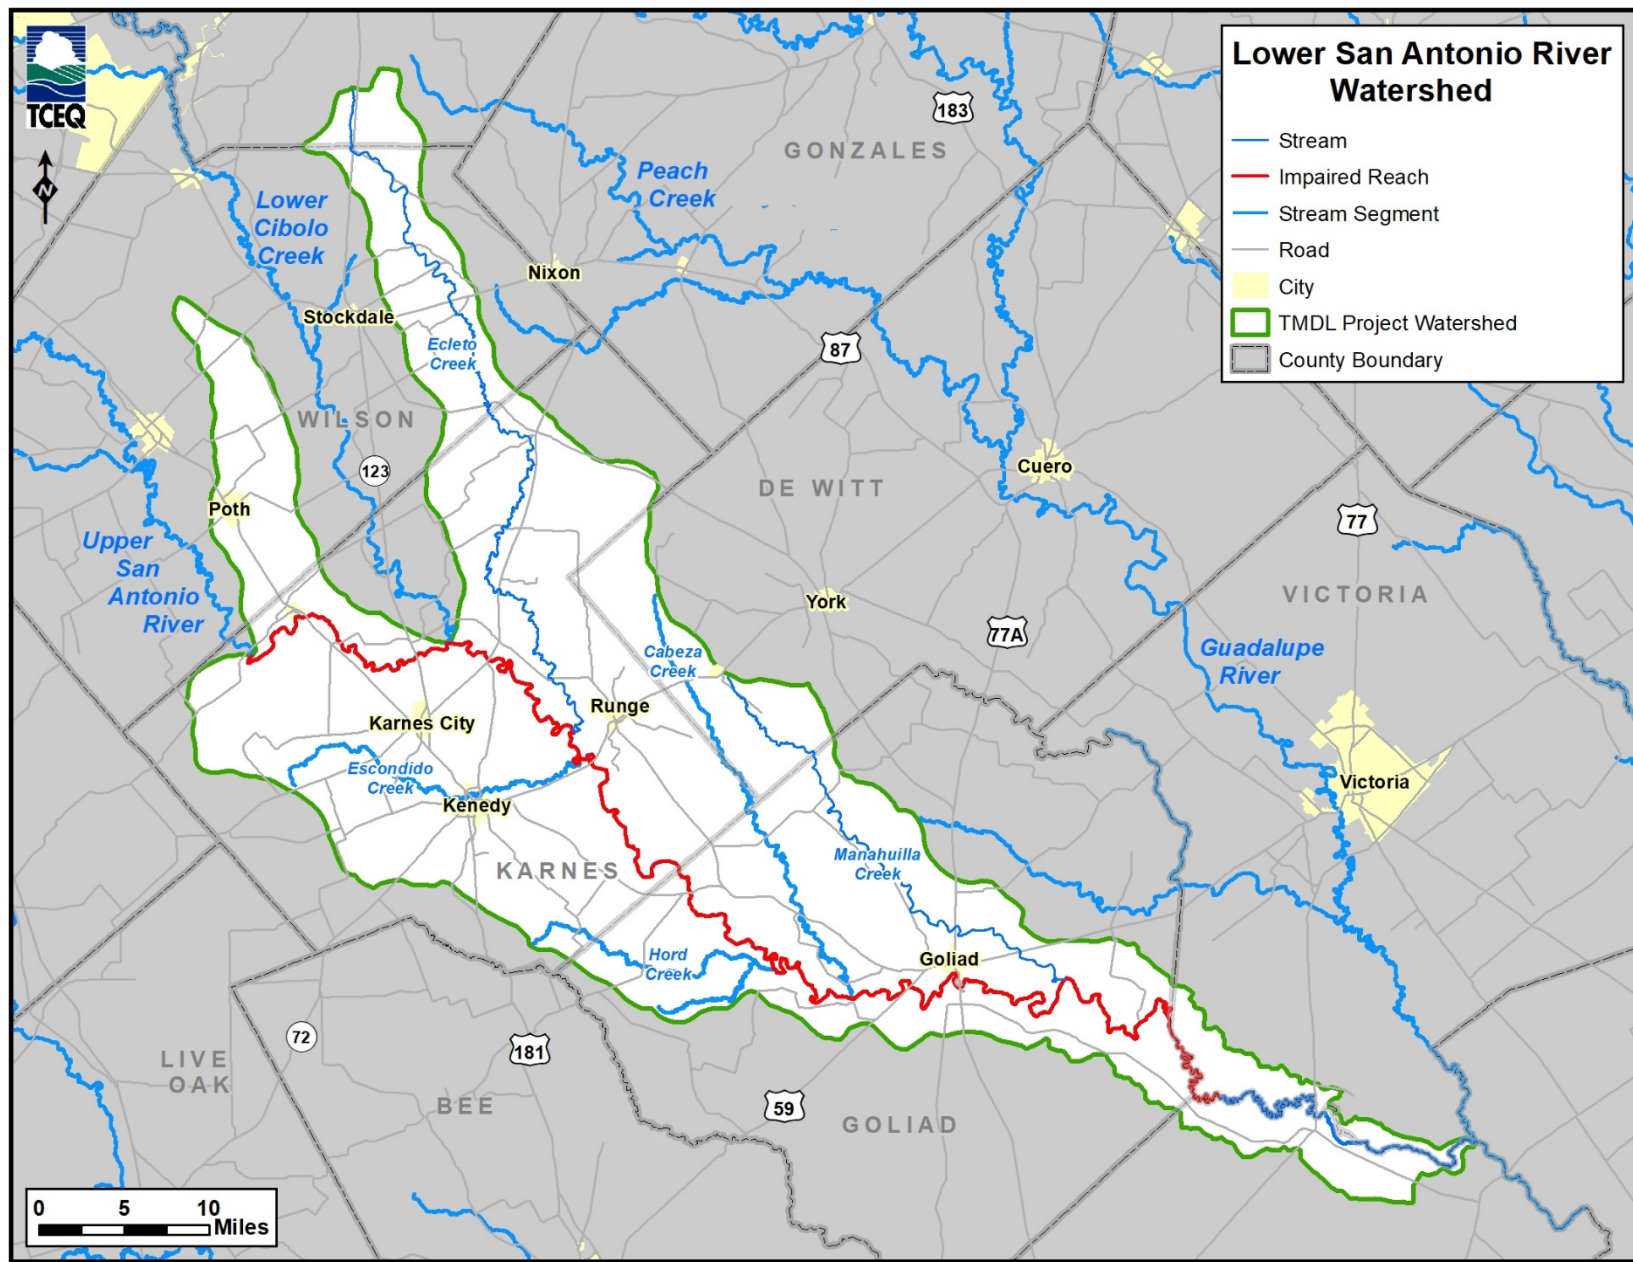 TCEQ
N
Lower San Antonio River
Watershed
Stream
Impaired Reach
Stream Segment
Road
City
TMDL Project Watershed
County Boundary
183
GONZALES
Peach
Creek
Lower
Cibolo
Creek
Nixon
Stockdale
Ecleto
Creek
87
WILSON
123
Cuero
DE WITT
Poth
77
Upper
San
Antonio
River
VICTORIA
York
77A
Cabeza
Creek
Guadalupe
River
Runge
Karnes City
Escondido
Creek
Kenedy
Victoria
KARNES
Manahuilla
Creek
Hord
Creek
Goliad
72
181
LIVE
OAK
BEE
59
GOLIAD
0 5 10
Miles